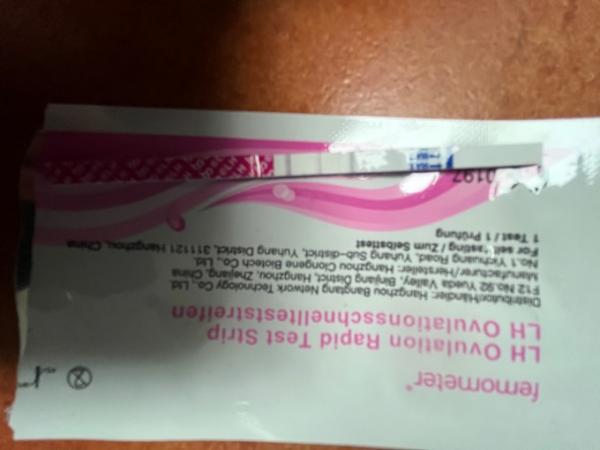 femometer®
LH Ovulation Rapid Test Strip
LH Ovulationsschnellteststreifen
Distributor/Händler: Hangzhou Bangtang Network Technology Co., Ltd.
F12 No.92 Yueda Valley, Binjiang District, Hangzhou, Zhejiang, China
Manufacturer/Hersteller: Hangzhou Clongene Biotech Co., Ltd.
No.1 Yichuang Road, Yuhang Sub-district, Yuhang District, 311121 Hangzhou, China
For self-testing / Zum Selbsttest
1 Test / 1 Prüfung
0197